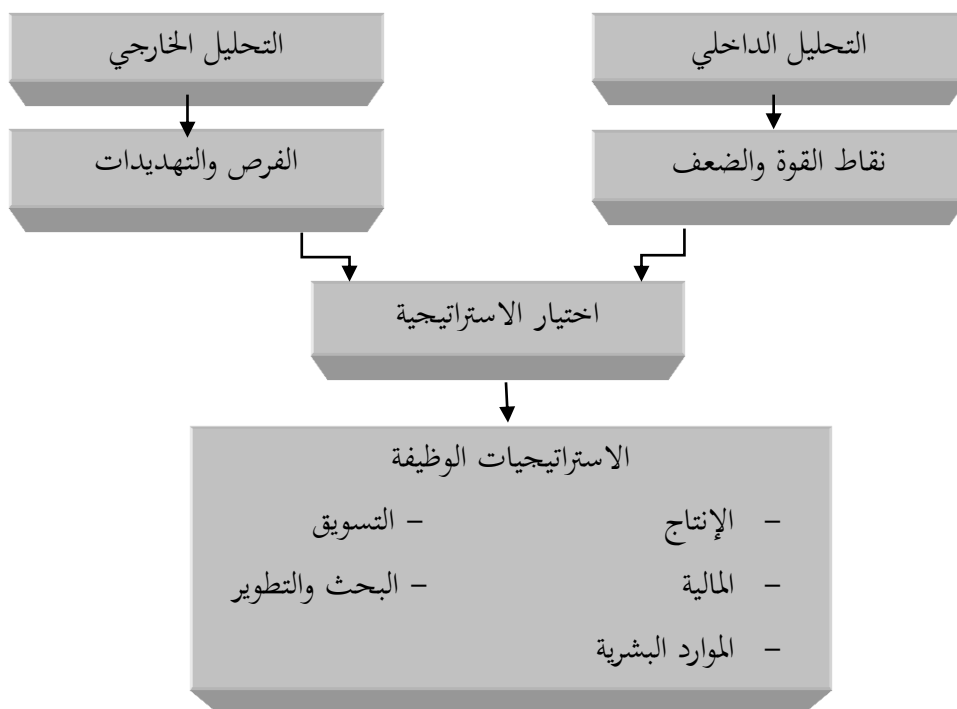 التحليل الداخلي
التحليل الخارجي
نقاط القوة والضعف
الفرص والتهديدات
اختيار الاستراتيجية
الاستراتيجيات الوظيفة
- الإنتاج
- التسويق
- المالية
- البحث والتطوير
- الموارد البشرية